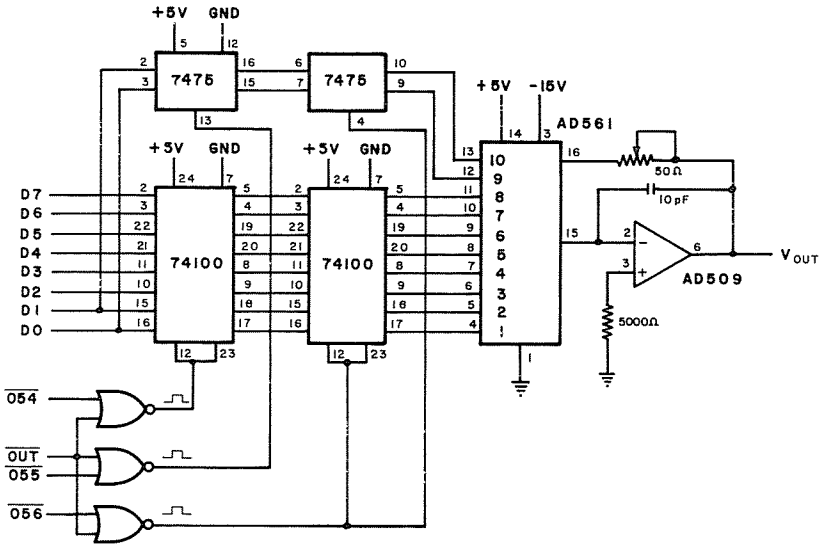 +5V GND
5 12
2 7475 16 6 7475 10
3 15 7 9
13 4
+5V -15V
14 3 AD561
+5V GND +5V GND
24 7 24 7
13 10 16 50Ω
12 9
11 8 10pF
10 7
9 6 15
8 5
7 4
6 3
5 2
4 1
1
D7 2 5 2 5
D6 3 4 3 4
D5 22 19 22 19
D4 21 20 21 20
74100 74100
D3 11 8 11 8
D2 10 9 10 9
D1 15 18 15 18
D0 16 17 16 17
12 23 12 23
2 - 6 VOUT
3 + AD509
5000Ω
054
OUT
055
056